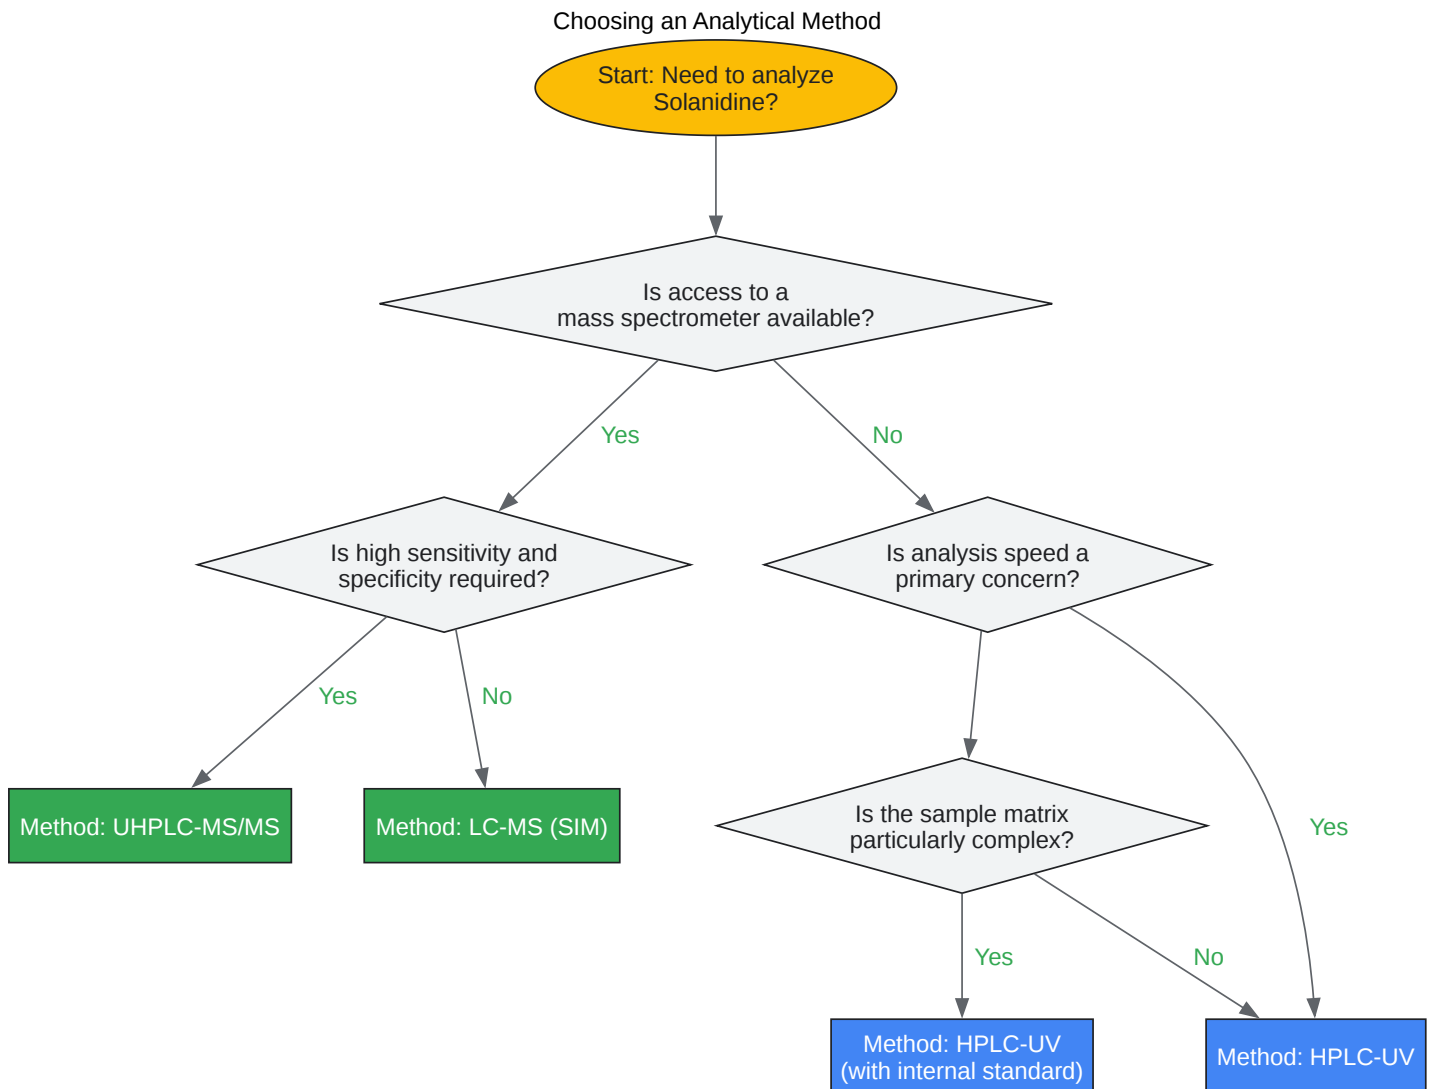 Choosing an Analytical Method
Start: Need to analyze
Solanidine?
Is access to a
mass spectrometer available?
Yes
No
Is high sensitivity and
specificity required?
Is analysis speed a
primary concern?
Yes
No
Method: UHPLC-MS/MS
Method: LC-MS (SIM)
Is the sample matrix
particularly complex?
Yes
Yes
No
Method: HPLC-UV
(with internal standard)
Method: HPLC-UV